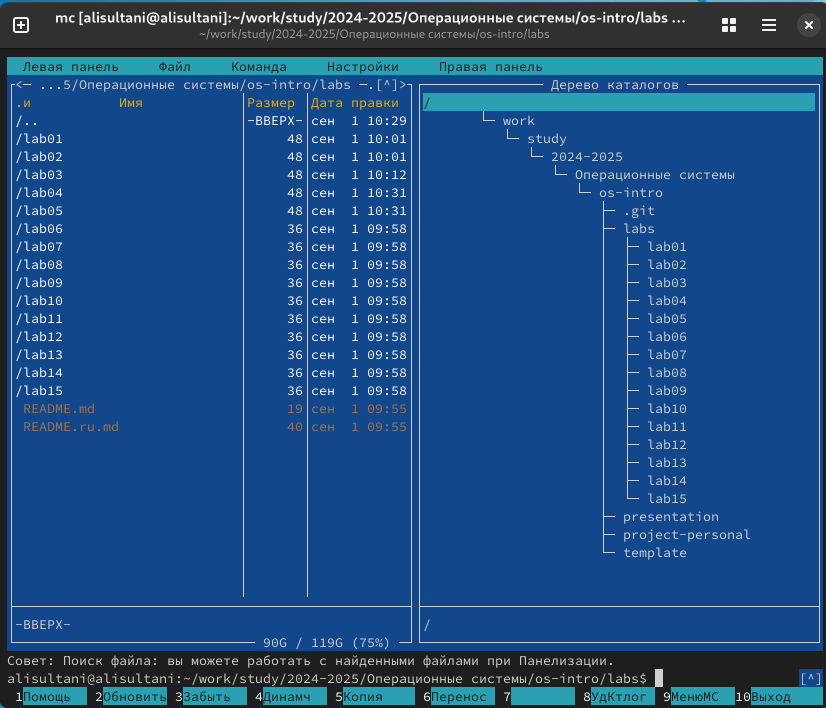 mc [alisultani@alisultani]:~/work/study/2024-2025/Операционные системы/os-intro/labs ...
~/work/study/2024-2025/Операционные системы/os-intro/labs
Левая панель Файл Команда Настройки Правая панель
<─ ...5/Операционные системы/os-intro/labs ─.[^]>
.и Имя Размер Дата правки
/.. -ВВЕРХ- сен 1 10:29
/lab01 48 сен 1 10:01
/lab02 48 сен 1 10:01
/lab03 48 сен 1 10:12
/lab04 48 сен 1 10:31
/lab05 48 сен 1 10:31
/lab06 36 сен 1 09:58
/lab07 36 сен 1 09:58
/lab08 36 сен 1 09:58
/lab09 36 сен 1 09:58
/lab10 36 сен 1 09:58
/lab11 36 сен 1 09:58
/lab12 36 сен 1 09:58
/lab13 36 сен 1 09:58
/lab14 36 сен 1 09:58
/lab15 36 сен 1 09:58
README.md 19 сен 1 09:55
README.ru.md 40 сен 1 09:55
-ВВЕРХ-
90G / 119G (75%)
Дерево каталогов
/
work
study
2024-2025
Операционные системы
os-intro
.git
labs
lab01
lab02
lab03
lab04
lab05
lab06
lab07
lab08
lab09
lab10
lab11
lab12
lab13
lab14
lab15
presentation
project-personal
template
/
Совет: Поиск файла: вы можете работать с найденными файлами при Панелизации.
alisultani@alisultani:~/work/study/2024-2025/Операционные системы/os-intro/labs$ [^]
1Помощь 2Обновить 3Забыть 4Динамч 5Копия 6Перенос 7 8УдКтлог 9МенюMC 10Выход